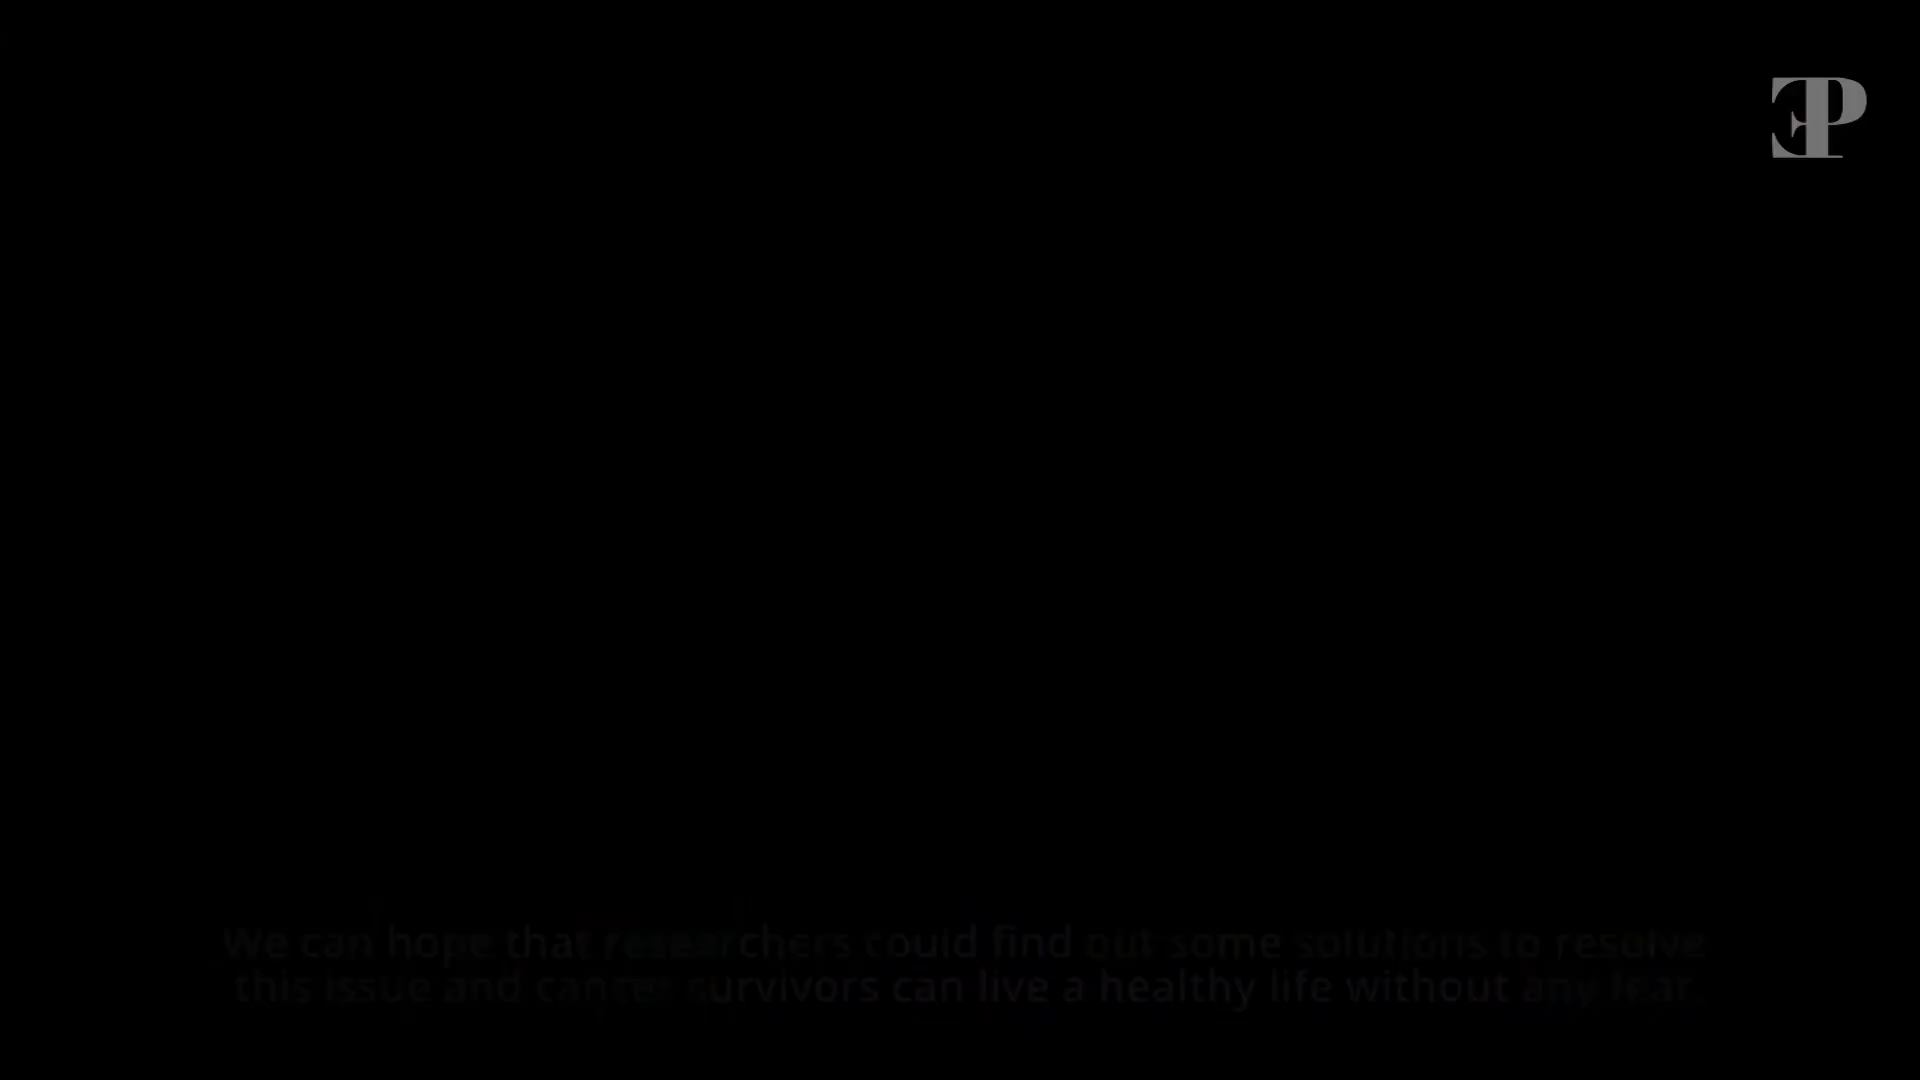 EP
We can hope that researchers could find out some solutions to resolve
this issue and cancer survivors can live a healthy life without any fear.